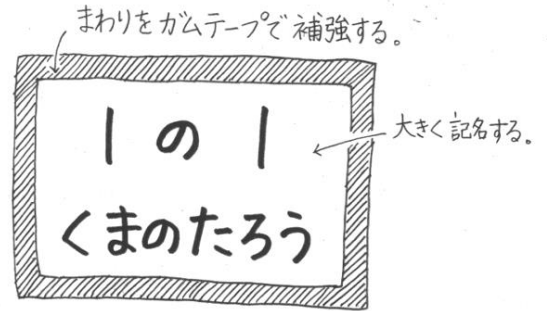 まわりをガムテープで補強する。
1の1
大きく記名する。
くまのたろう